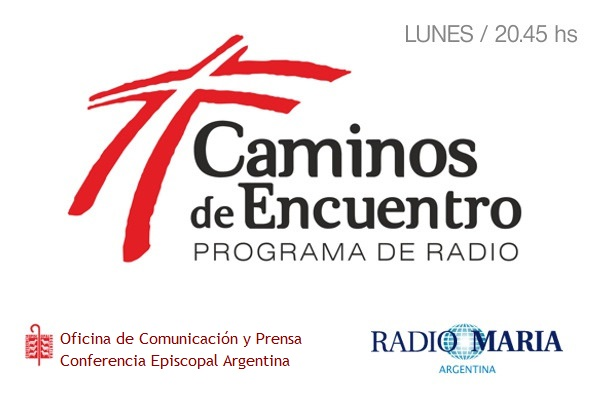 LUNES / 20.45 hs
Caminos
de Encuentro
PROGRAMA DE RADIO
Oficina de Comunicación y Prensa
Conferencia Episcopal Argentina
RADIO MARIA
ARGENTINA